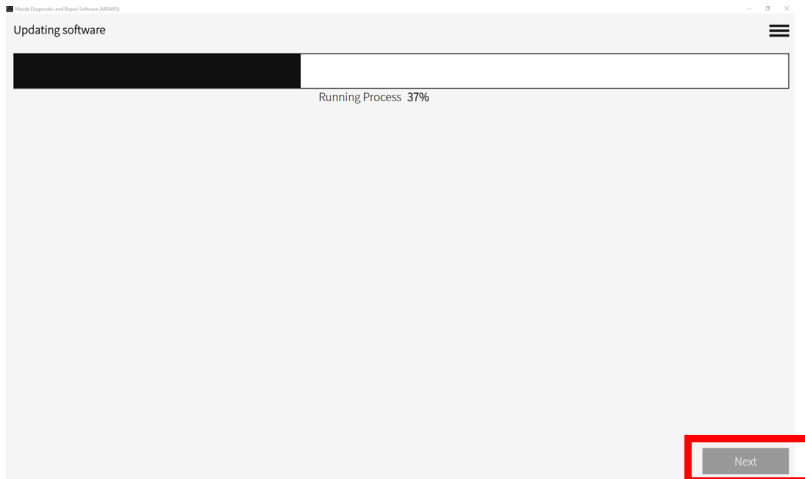 Mazda Diagnostic and Repair Software (MDARS)
Updating software
Running Process 37%
Next